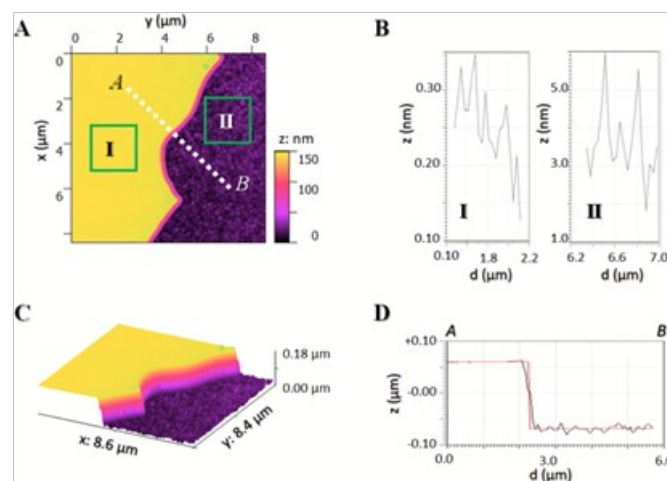 A
y (µm)
0 2 4 6 8
x (µm)
0
2
4
6
A
B
I
II
z: nm
150
100
0
B
z (nm)
0.30
0.20
0.10
I
0.10 1.8 2.2
d (µm)
z (nm)
5.0
3.0
1.0
II
6.2 6.6 7.0
d (µm)
C
0.18 µm
0.00 µm
x: 8.6 µm
y: 8.4 µm
D
A B
z (µm)
+0.10
-0.00
-0.10
0.0 3.0 6.0
d (µm)